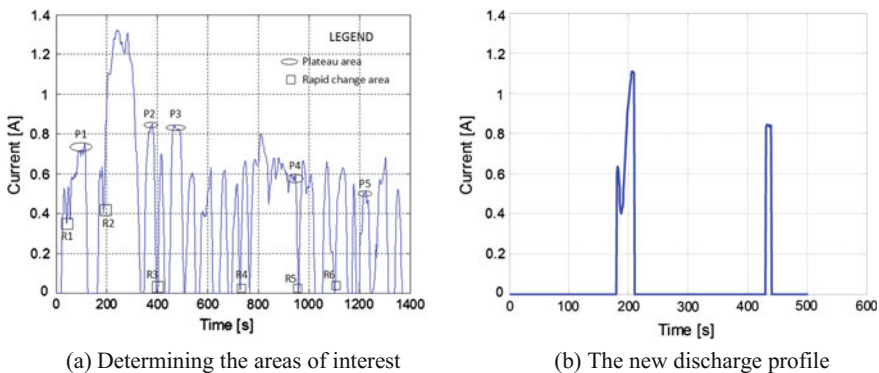 1.4
1.2
1
0.8
0.6
0.4
0.2
0
Current [A]
0 200 400 600 800 1000 1200 1400
Time [s]
LEGEND
Plateau area
Rapid change area
P1
P2 P3
P4
P5
R1
R2
R3
R4
R5 R6
(a) Determining the areas of interest
1.4
1.2
1
0.8
0.6
0.4
0.2
0
Current [A]
0 100 200 300 400 500 600
Time [s]
(b) The new discharge profile